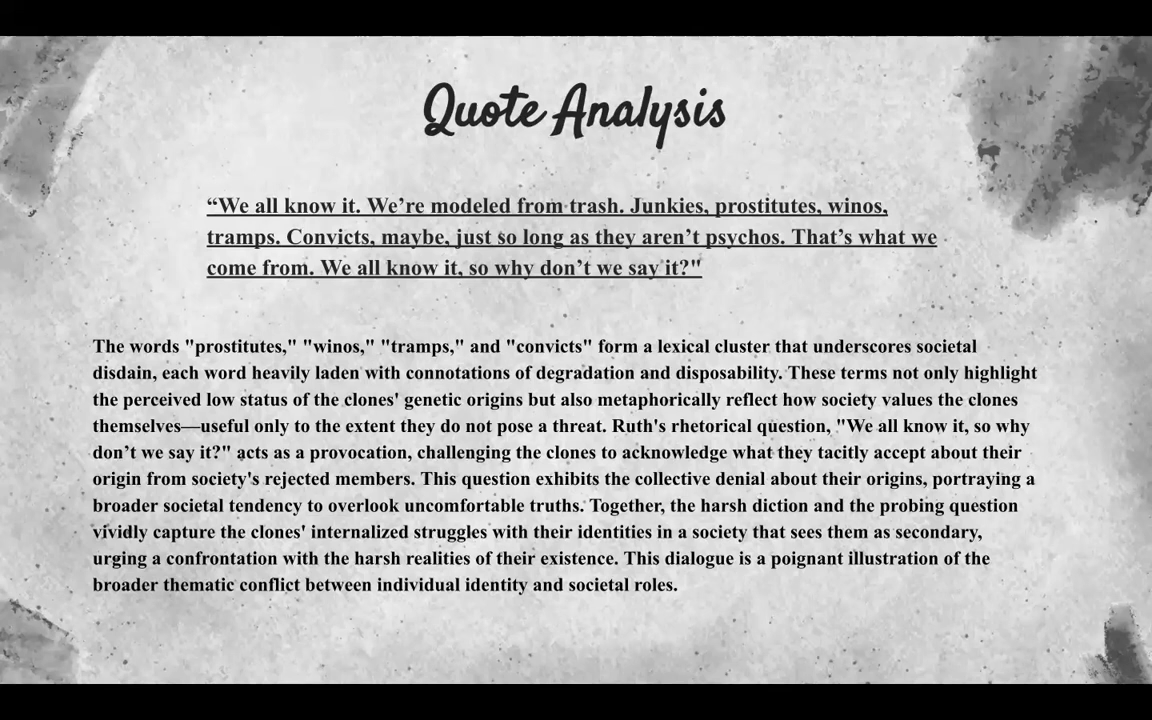 Quote Analysis
“We all know it. We’re modeled from trash. Junkies, prostitutes, winos,
tramps. Convicts, maybe, just so long as they aren’t psychos. That’s what we
come from. We all know it, so why don’t we say it?"
The words "prostitutes," "winos," "tramps," and "convicts" form a lexical cluster that underscores societal
disdain, each word heavily laden with connotations of degradation and disposability. These terms not only highlight
the perceived low status of the clones' genetic origins but also metaphorically reflect how society values the clones
themselves—useful only to the extent they do not pose a threat. Ruth's rhetorical question, "We all know it, so why
don’t we say it?" acts as a provocation, challenging the clones to acknowledge what they tacitly accept about their
origin from society's rejected members. This question exhibits the collective denial about their origins, portraying a
broader societal tendency to overlook uncomfortable truths. Together, the harsh diction and the probing question
vividly capture the clones' internalized struggles with their identities in a society that sees them as secondary,
urging a confrontation with the harsh realities of their existence. This dialogue is a poignant illustration of the
broader thematic conflict between individual identity and societal roles.